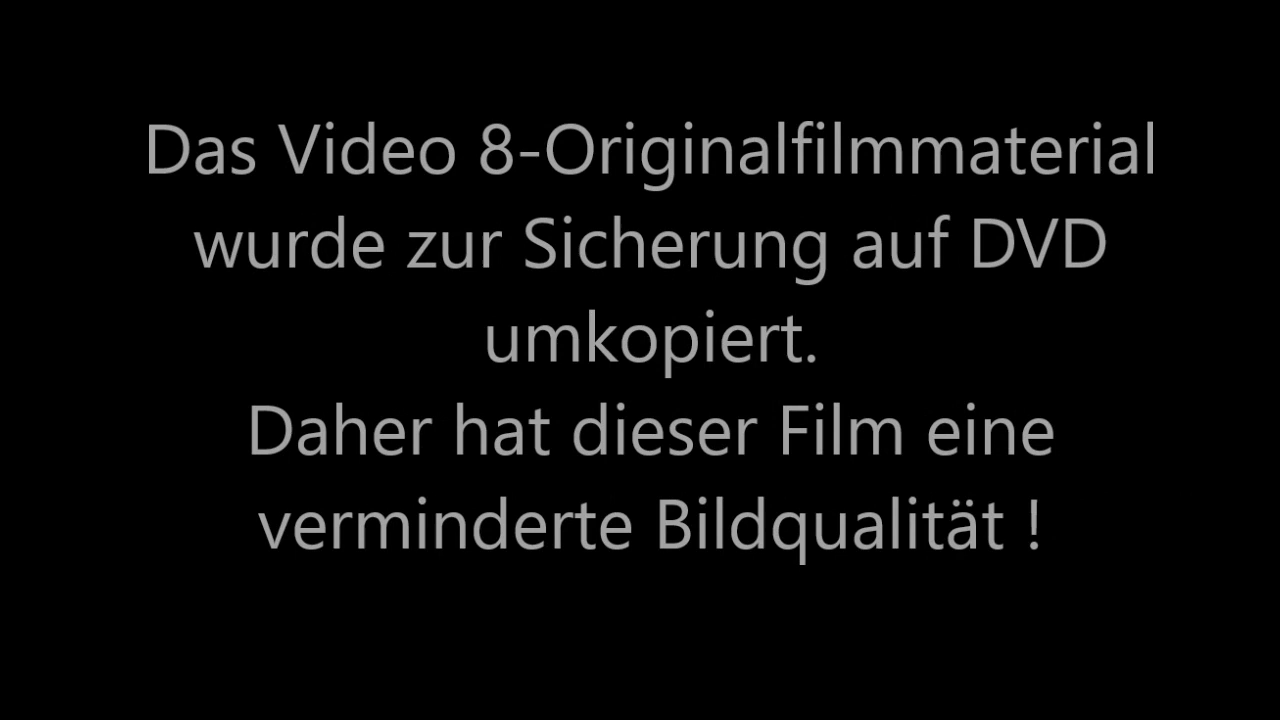 Das Video 8-Originalfilmmaterial
wurde zur Sicherung auf DVD
umkopiert.
Daher hat dieser Film eine
verminderte Bildqualität !